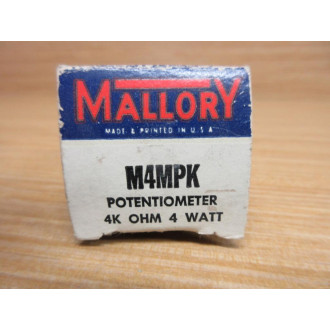 MALLORY
MADE & PRINTED IN U.S.A
M4MPK
POTENTIOMETER
4K OHM 4 WATT